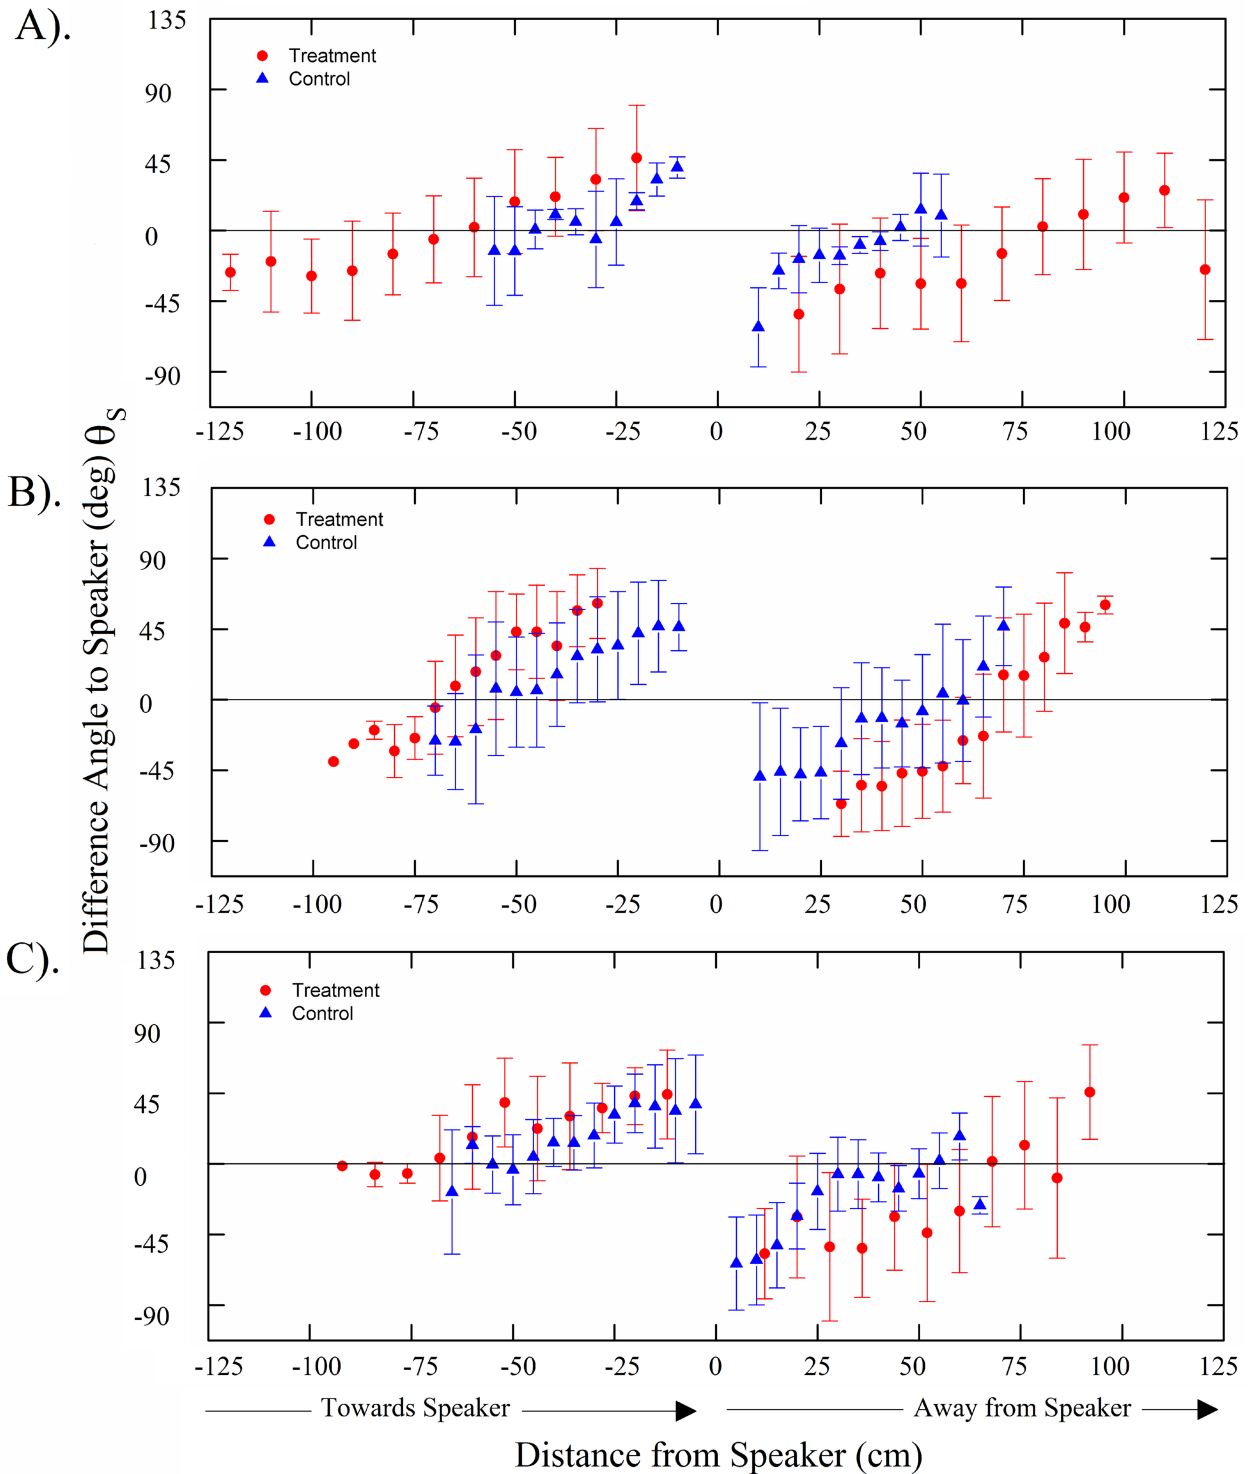 A).
135
90
45
0
-45
-90
Treatment
Control
-125 -100 -75 -50 -25 0 25 50 75 100 125
B).
135
90
45
0
-45
-90
Treatment
Control
-125 -100 -75 -50 -25 0 25 50 75 100 125
C).
135
90
45
0
-45
-90
Treatment
Control
-125 -100 -75 -50 -25 0 25 50 75 100 125
Difference Angle to Speaker (deg) θS
Towards Speaker
Away from Speaker
Distance from Speaker (cm)